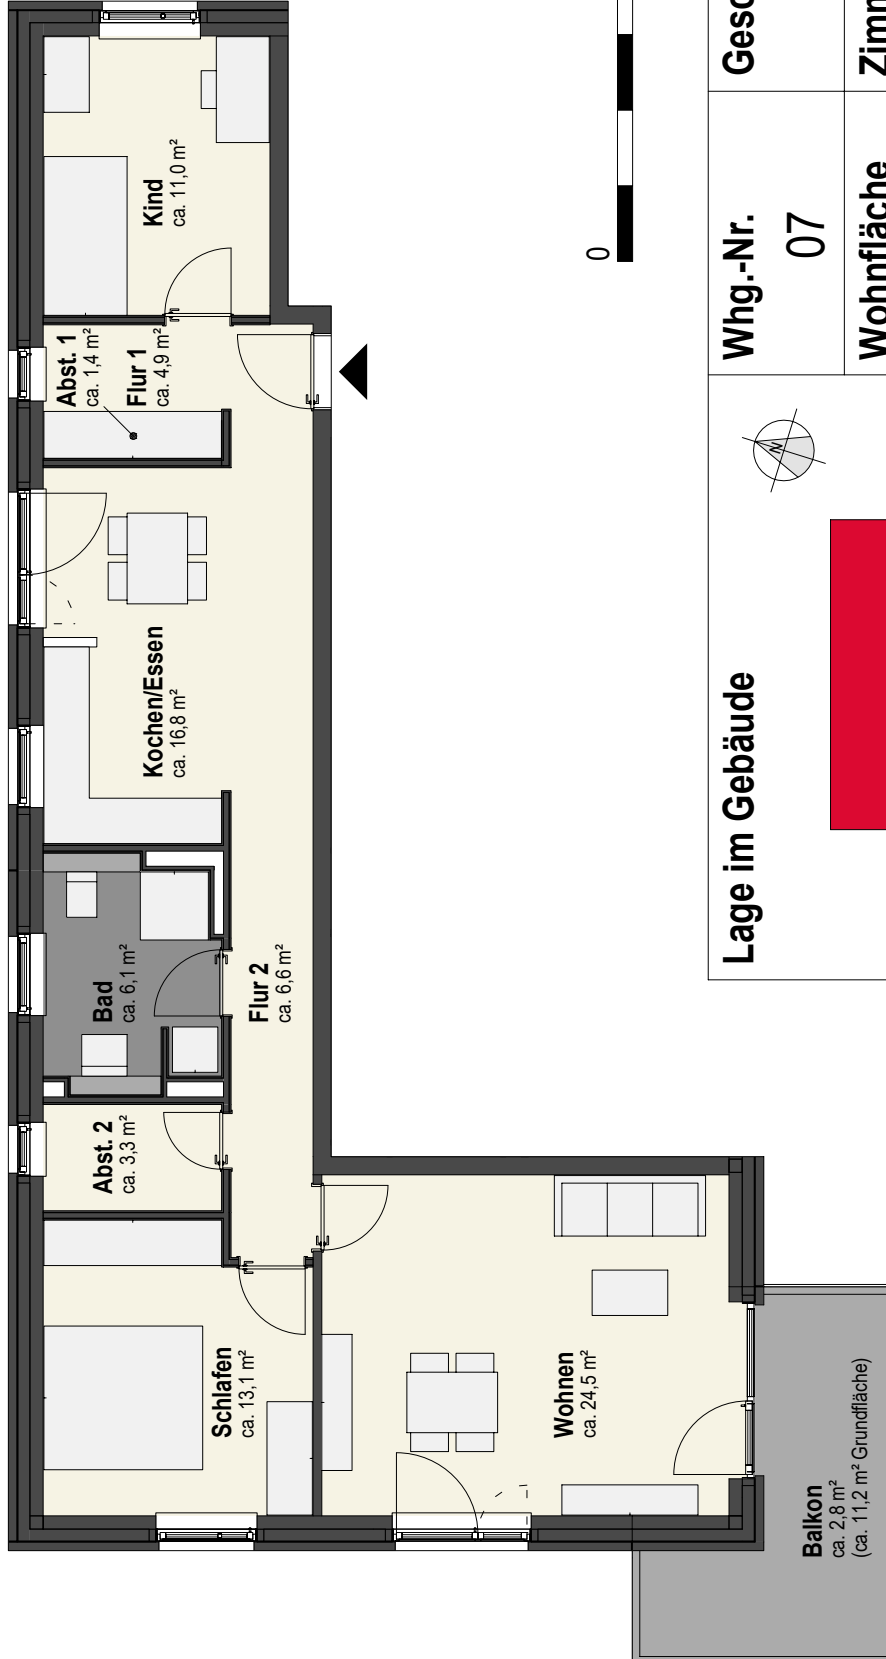 Kind
ca. 11,0 m²
Abst. 1
ca. 1,4 m²
Flur 1
ca. 4,9 m²
Kochen/Essen
ca. 16,8 m²
Bad
ca. 6,1 m²
Flur 2
ca. 6,6 m²
Abst. 2
ca. 3,3 m²
Schlafen
ca. 13,1 m²
Wohnen
ca. 24,5 m²
Balkon
ca. 2,8 m²
(ca. 11,2 m² Grundfläche)
0
Lage im Gebäude
N
Whg.-Nr.
07
Wohnfläche
Gesc
Zimm